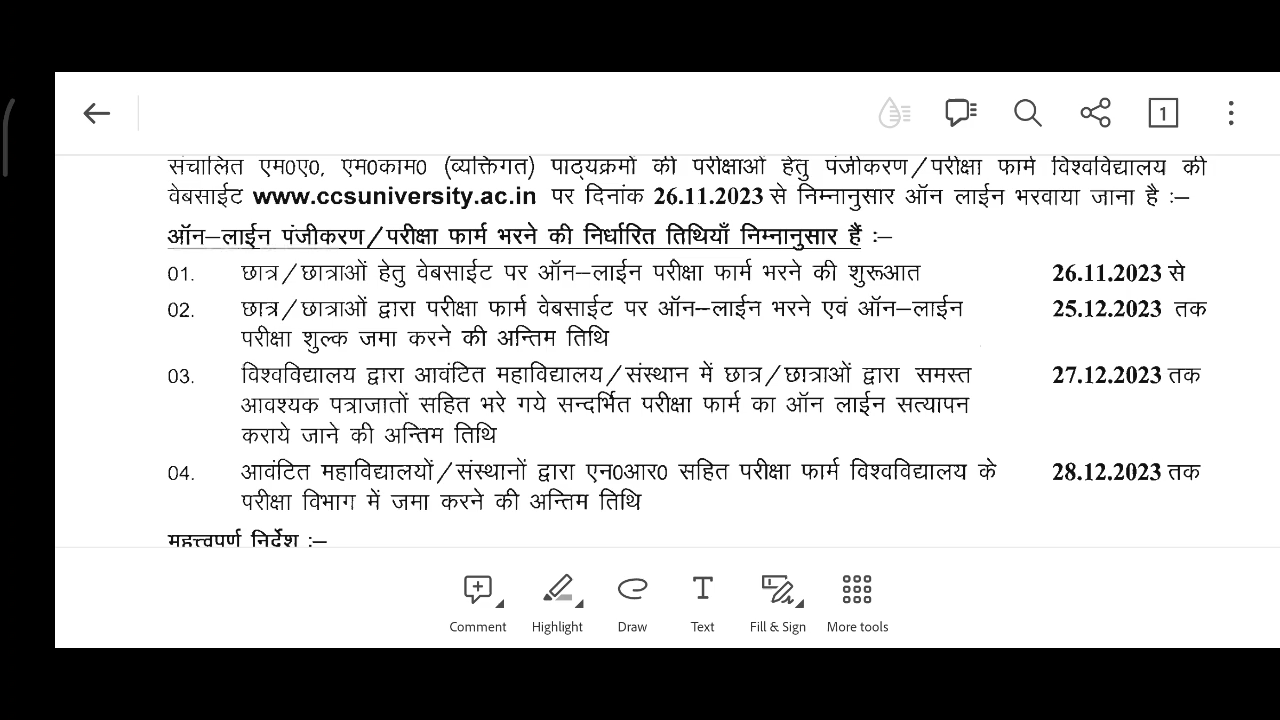 1
संचालित एम0ए0, एम0काम0 (व्यक्तिगत) पाठ्यक्रमों की परीक्षाओं हेतु पंजीकरण/परीक्षा फार्म विश्वविद्यालय की
वेबसाईट www.ccsuniversity.ac.in पर दिनांक 26.11.2023 से निम्नानुसार ऑन लाईन भरवाया जाना है :–
ऑन–लाईन पंजीकरण/परीक्षा फार्म भरने की निर्धारित तिथियाँ निम्नानुसार हैं :–
01. छात्र/छात्राओं हेतु वेबसाईट पर ऑन–लाईन परीक्षा फार्म भरने की शुरूआत 26.11.2023 से
02. छात्र/छात्राओं द्वारा परीक्षा फार्म वेबसाईट पर ऑन–लाईन भरने एवं ऑन–लाईन 25.12.2023 तक
परीक्षा शुल्क जमा करने की अन्तिम तिथि
03. विश्वविद्यालय द्वारा आवंटित महाविद्यालय/संस्थान में छात्र/छात्राओं द्वारा समस्त 27.12.2023 तक
आवश्यक पत्राजातों सहित भरे गये सन्दर्भित परीक्षा फार्म का ऑन लाईन सत्यापन
कराये जाने की अन्तिम तिथि
04. आवंटित महाविद्यालयों/संस्थानों द्वारा एन0आर0 सहित परीक्षा फार्म विश्वविद्यालय के 28.12.2023 तक
परीक्षा विभाग में जमा करने की अन्तिम तिथि
महत्त्वपूर्ण निर्देश :–
Comment Highlight Draw Text Fill & Sign More tools